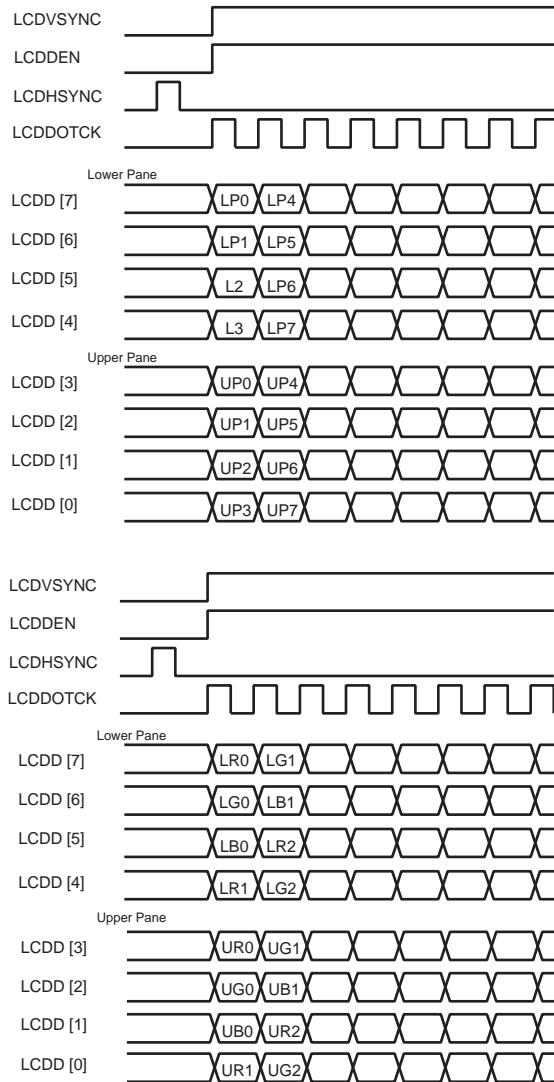 LCDVSYNC
LCDDEN
LCDHSYNC
LCDDOTCK
Lower Pane
LCDD [7] LP0 LP4
LCDD [6] LP1 LP5
LCDD [5] L2 LP6
LCDD [4] L3 LP7
Upper Pane
LCDD [3] UP0 UP4
LCDD [2] UP1 UP5
LCDD [1] UP2 UP6
LCDD [0] UP3 UP7
LCDVSYNC
LCDDEN
LCDHSYNC
LCDDOTCK
Lower Pane
LCDD [7] LR0 LG1
LCDD [6] LG0 LB1
LCDD [5] LB0 LR2
LCDD [4] LR1 LG2
Upper Pane
LCDD [3] UR0 UG1
LCDD [2] UG0 UB1
LCDD [1] UB0 UR2
LCDD [0] UR1 UG2